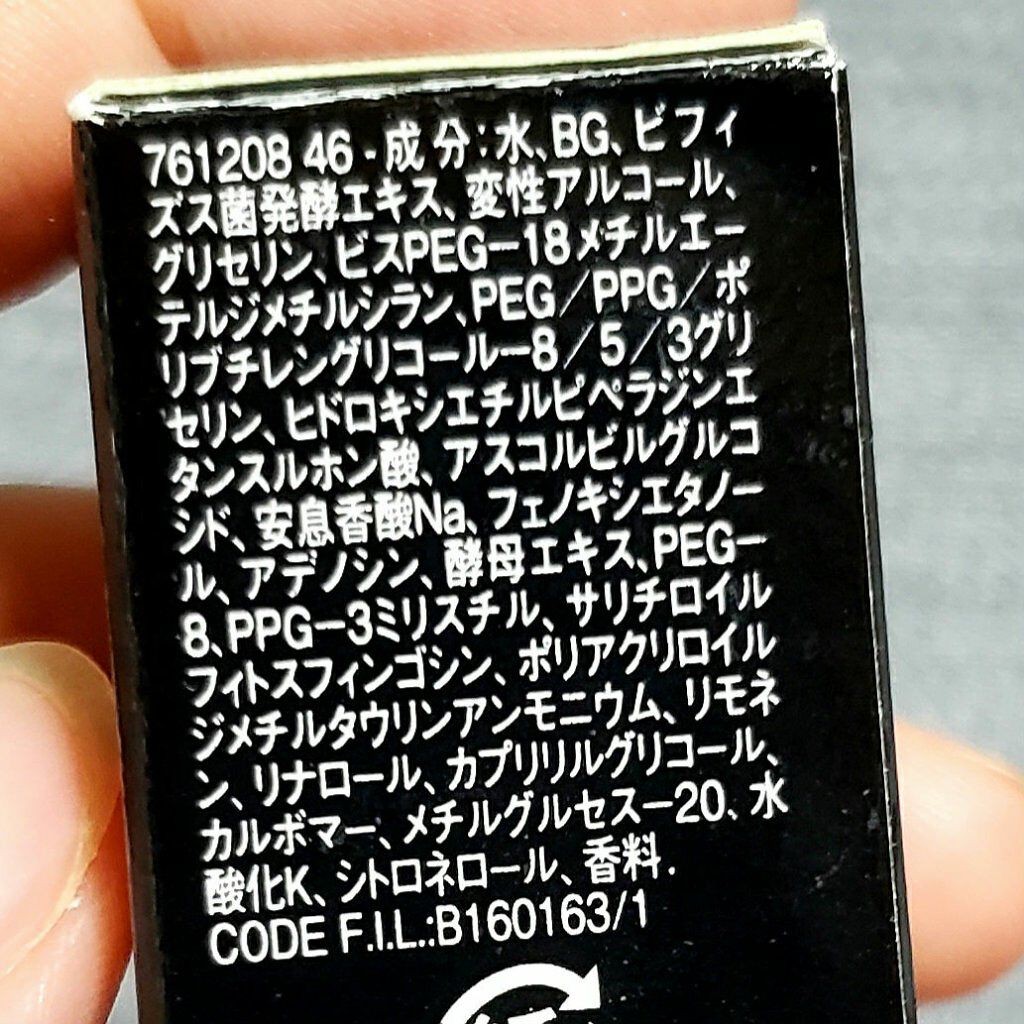 761208 46 - 成分：水、BG、ビフィ
ズス菌発酵エキス、変性アルコール、
グリセリン、ビスPEG－18メチルエー
テルジメチルシラン、PEG／PPG／ポ
リブチレングリコール－8／5／3グリ
セリン、ヒドロキシエチルピペラジンエ
タンスルホン酸、アスコルビルグルコ
シド、安息香酸Na、フェノキシエタノー
ル、アデノシン、酵母エキス、PEG－
8、PPG－3ミリスチル、サリチロイル
フィトスフィンゴシン、ポリアクリロイル
ジメチルタウリンアンモニウム、リモネ
ン、リナロール、カプリリルグリコール、
カルボマー、メチルグルセス－20、水
酸化K、シトロネロール、香料.
CODE F.I.L.:B160163/1